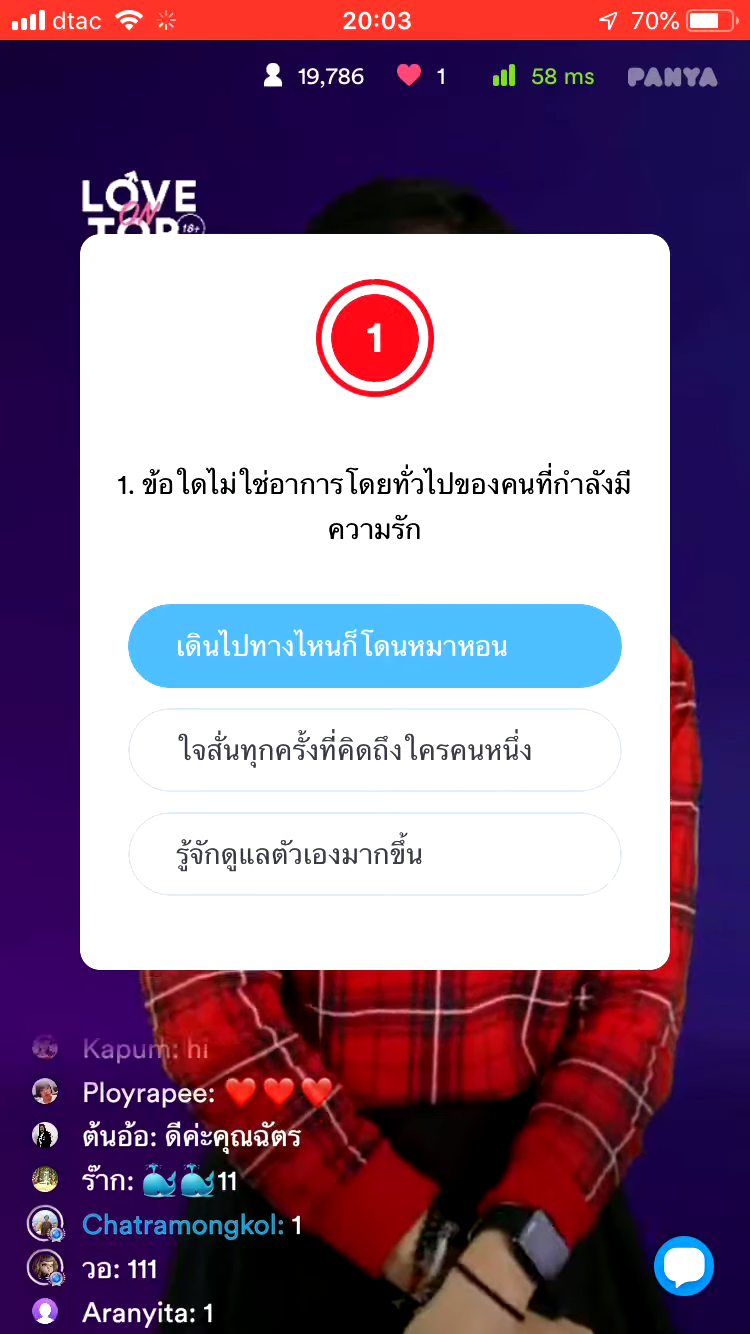 dtac 20:03 70%
19,786 1 58 ms PANYA
LOVE
ON
TOP 18+
1
1. ข้อใดไม่ใช่อาการโดยทั่วไปของคนที่กำลังมี
ความรัก
เดินไปทางไหนก็โดนหมาหอน
ใจสั่นทุกครั้งที่คิดถึงใครคนหนึ่ง
รู้จักดูแลตัวเองมากขึ้น
Kapum: hi
Ployrapee: ❤️❤️❤️
ต้นอ้อ: ดีค่ะคุณฉัตร
ร๊าก: 🐳🐳11
Chatramongkol: 1
วอ: 111
Aranyita: 1